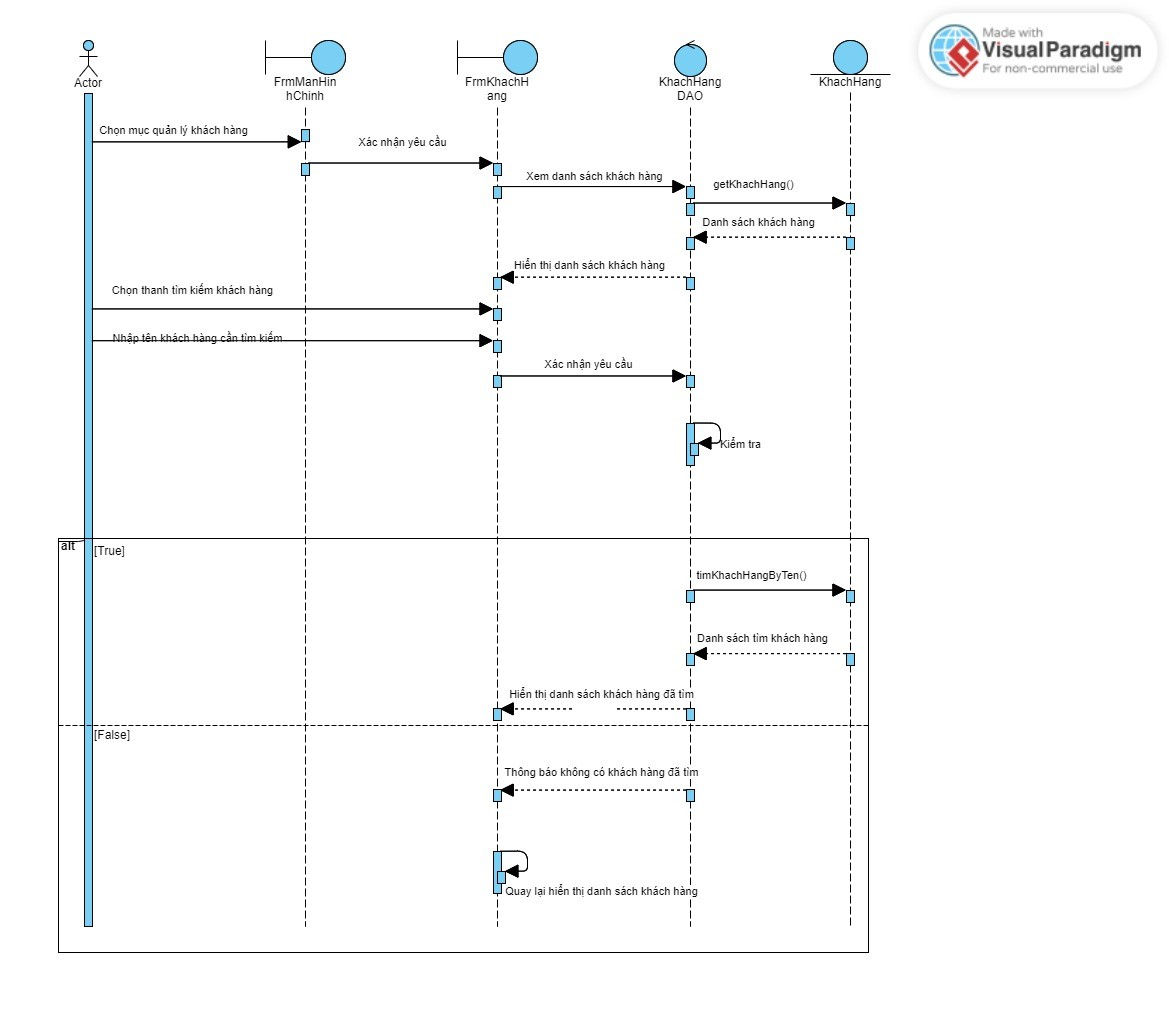 Made with
VisualParadigm
For non-commercial use
Actor
FrmManHin
hChinh
FrmKhachH
ang
KhachHang
DAO
KhachHang
Chọn mục quản lý khách hàng
Xác nhận yêu cầu
Xem danh sách khách hàng
getKhachHang()
Danh sách khách hàng
Hiển thị danh sách khách hàng
Chọn thanh tìm kiếm khách hàng
Nhập tên khách hàng cần tìm kiếm
Xác nhận yêu cầu
Kiểm tra
alt
[True]
timKhachHangByTen()
Danh sách tìm khách hàng
Hiển thị danh sách khách hàng đã tìm
[False]
Thông báo không có khách hàng đã tìm
Quay lại hiển thị danh sách khách hàng